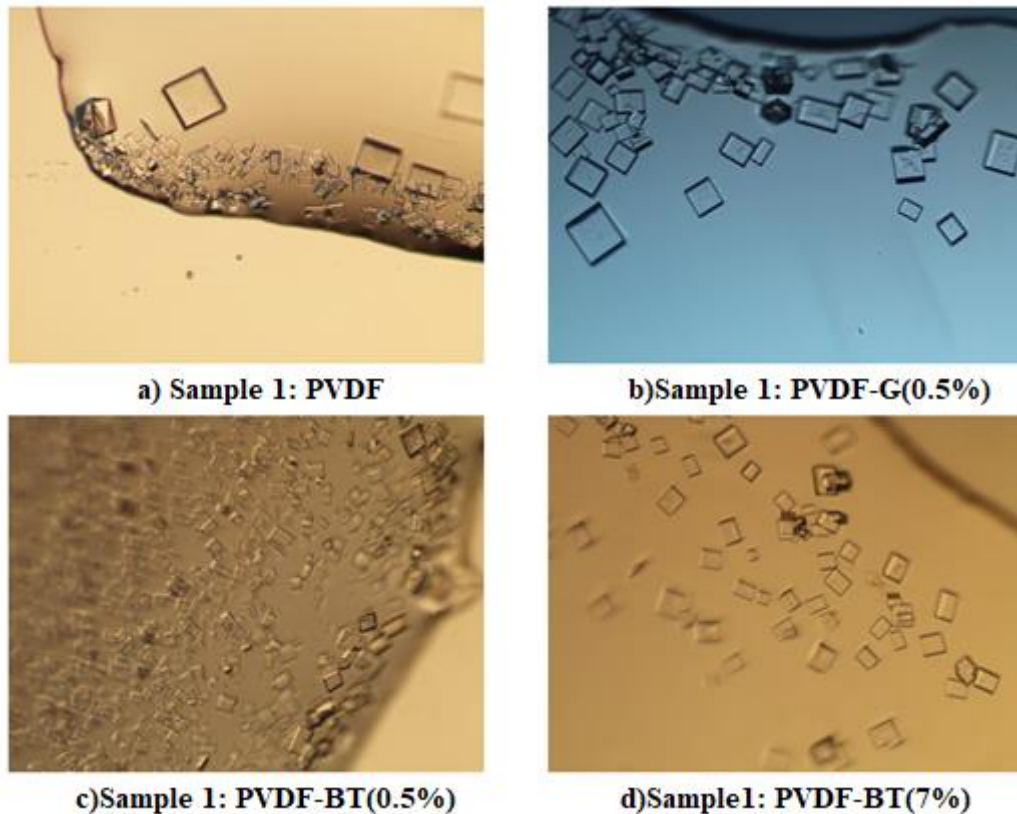 a) Sample 1: PVDF
b)Sample 1: PVDF-G(0.5%)
c)Sample 1: PVDF-BT(0.5%)
d)Sample1: PVDF-BT(7%)